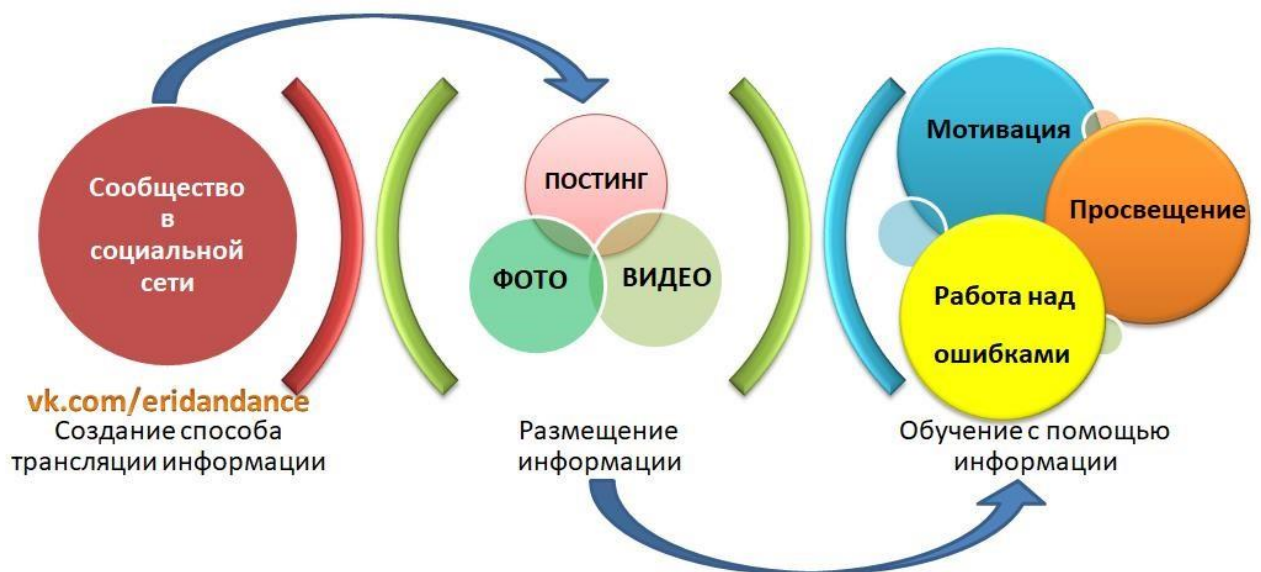 Сообщество
в
социальной
сети
vk.com/eridandance
Создание способа
трансляции информации
ПОСТИНГ
ФОТО
ВИДЕО
Размещение
информации
Мотивация
Просвещение
Работа над
ошибками
Обучение с помощью
информации